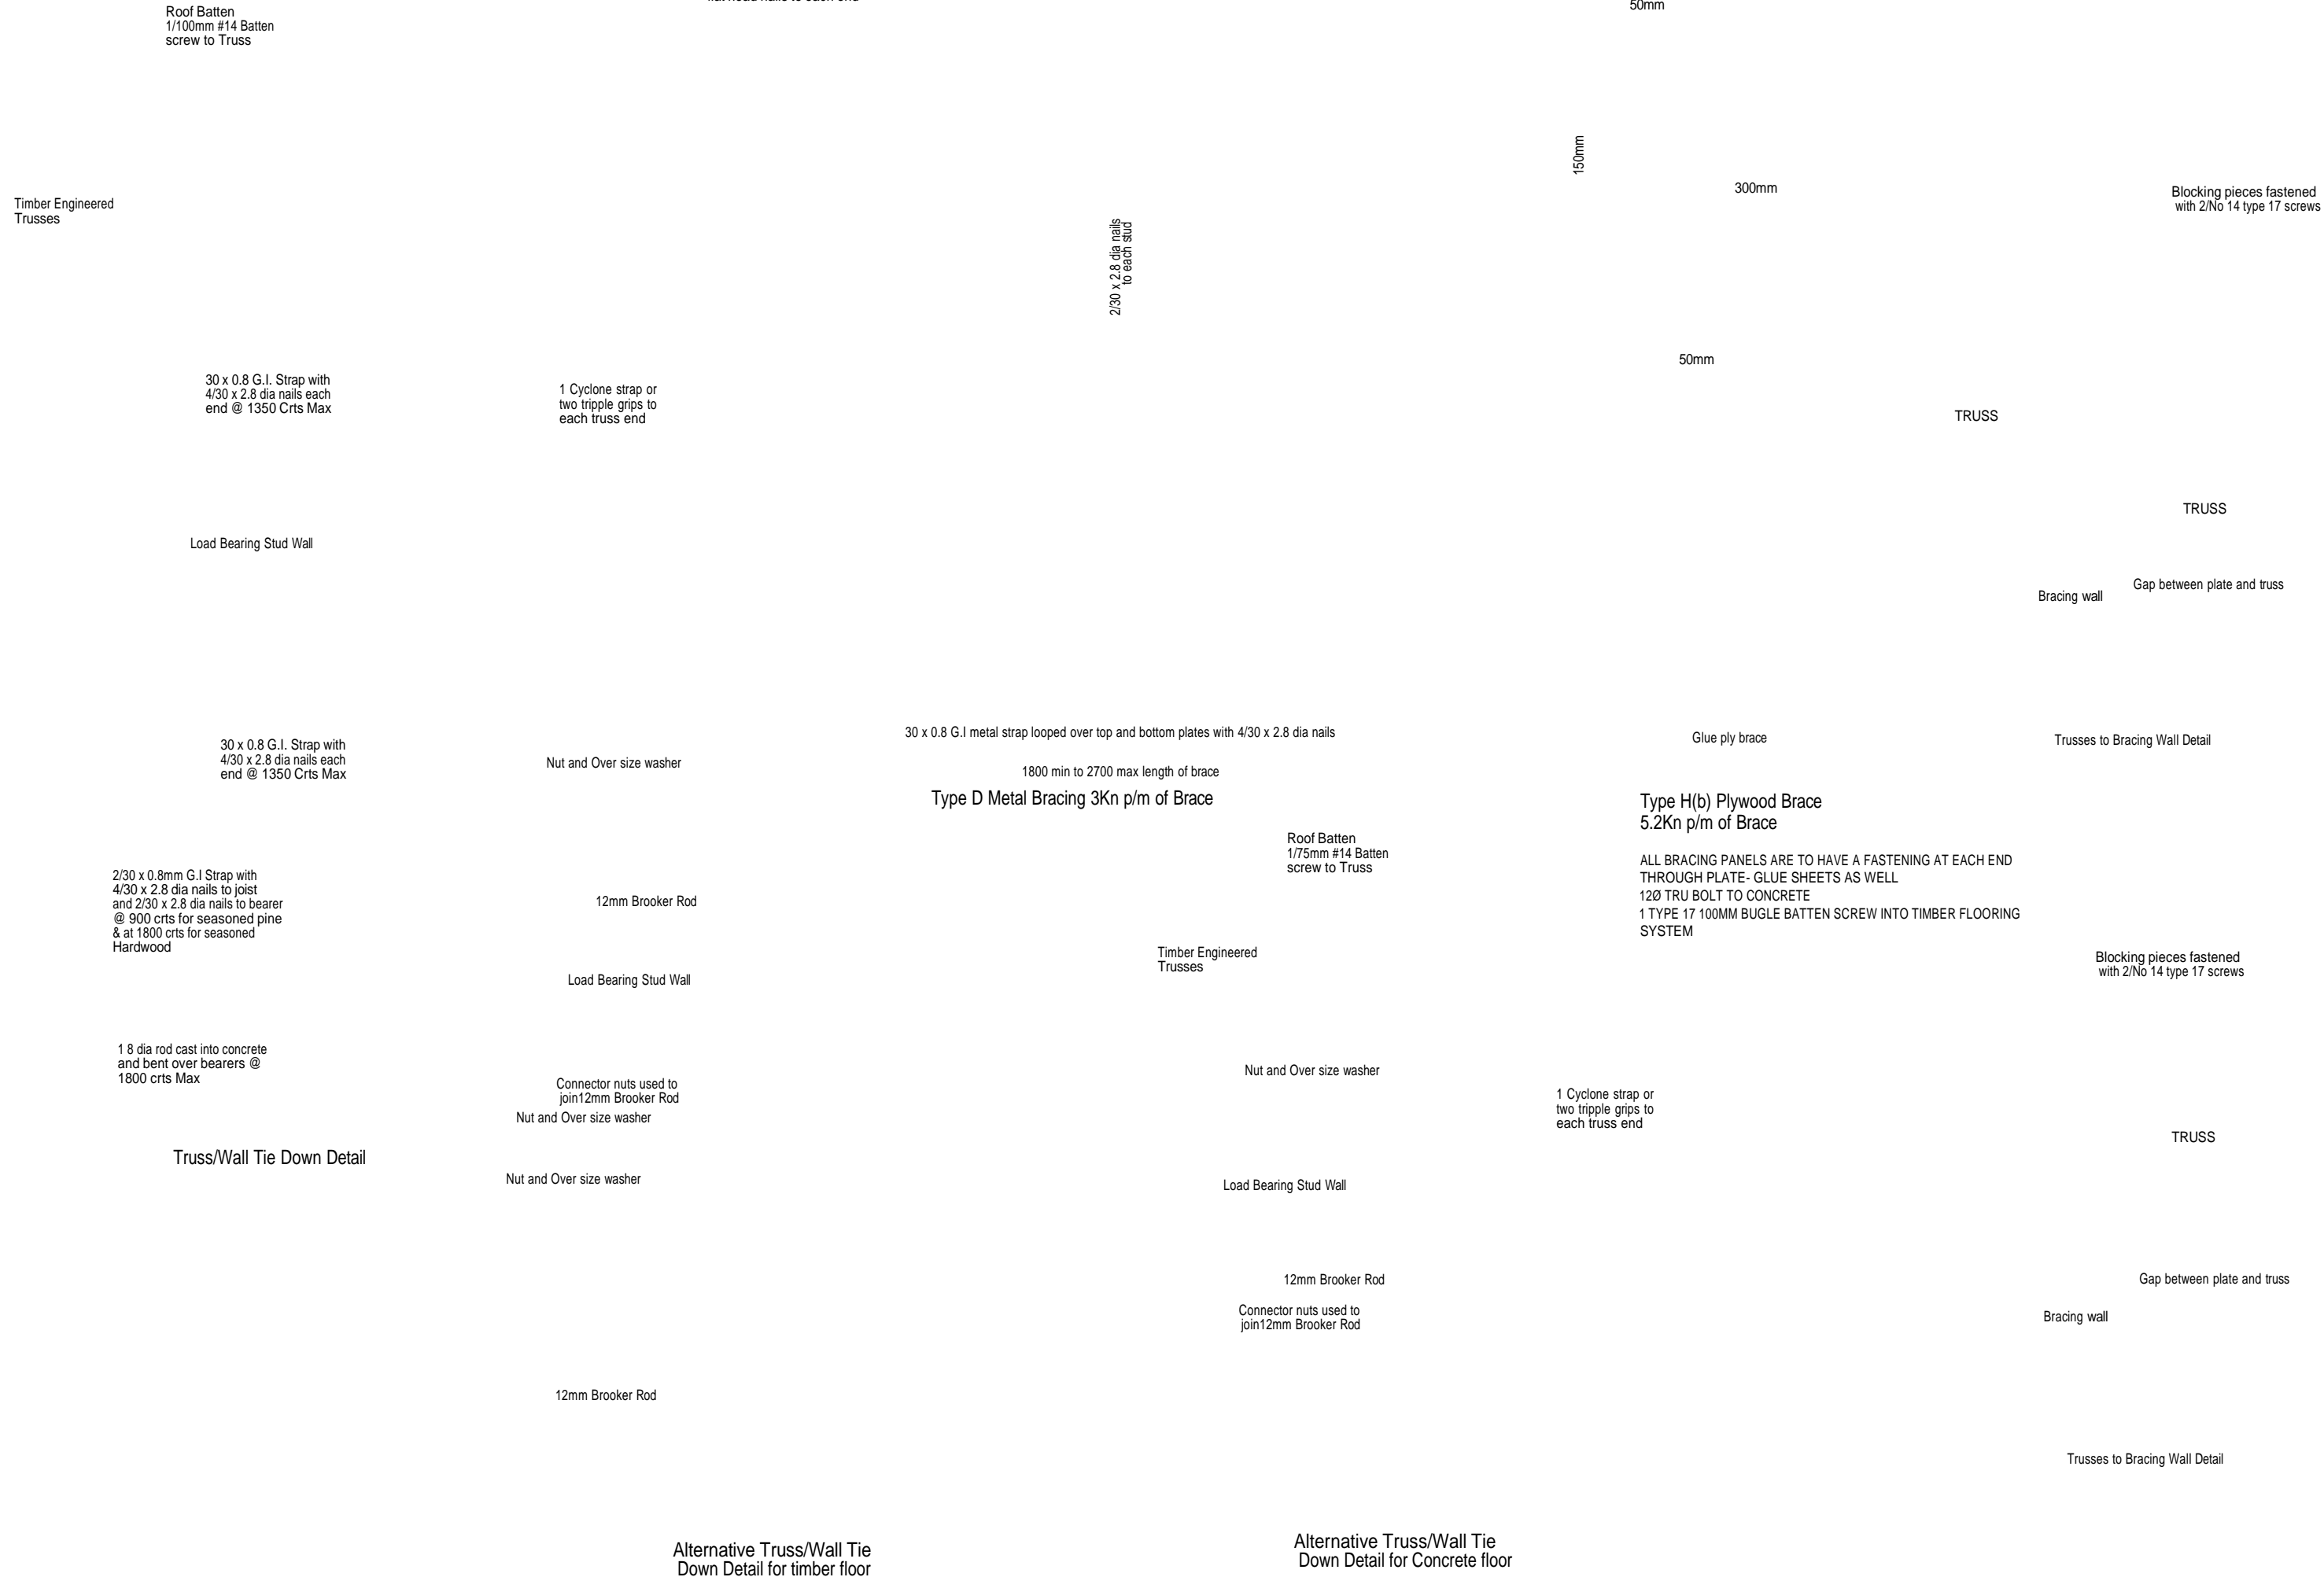 50mm
Roof Batten
1/100mm #14 Batten
screw to Truss
150mm
300mm
Blocking pieces fastened
with 2/No 14 type 17 screws
Timber Engineered
Trusses
2/30 x 2.8 dia nails
to each stud
50mm
30 x 0.8 G.I. Strap with
4/30 x 2.8 dia nails each
end @ 1350 Crts Max
1 Cyclone strap or
two tripple grips to
each truss end
TRUSS
TRUSS
Load Bearing Stud Wall
Gap between plate and truss
Bracing wall
30 x 0.8 G.I metal strap looped over top and bottom plates with 4/30 x 2.8 dia nails
Glue ply brace
Trusses to Bracing Wall Detail
30 x 0.8 G.I. Strap with
4/30 x 2.8 dia nails each
end @ 1350 Crts Max
Nut and Over size washer
1800 min to 2700 max length of brace
Type D Metal Bracing 3Kn p/m of Brace
Type H(b) Plywood Brace
5.2Kn p/m of Brace
Roof Batten
1/75mm #14 Batten
screw to Truss
ALL BRACING PANELS ARE TO HAVE A FASTENING AT EACH END
THROUGH PLATE- GLUE SHEETS AS WELL
12Ø TRU BOLT TO CONCRETE
1 TYPE 17 100MM BUGLE BATTEN SCREW INTO TIMBER FLOORING
SYSTEM
2/30 x 0.8mm G.I Strap with
4/30 x 2.8 dia nails to joist
and 2/30 x 2.8 dia nails to bearer
@ 900 crts for seasoned pine
& at 1800 crts for seasoned
Hardwood
12mm Brooker Rod
Timber Engineered
Trusses
Blocking pieces fastened
with 2/No 14 type 17 screws
Load Bearing Stud Wall
1 8 dia rod cast into concrete
and bent over bearers @
1800 crts Max
Nut and Over size washer
Connector nuts used to
join12mm Brooker Rod
Nut and Over size washer
1 Cyclone strap or
two tripple grips to
each truss end
TRUSS
Truss/Wall Tie Down Detail
Nut and Over size washer
Load Bearing Stud Wall
12mm Brooker Rod
Gap between plate and truss
Connector nuts used to
join12mm Brooker Rod
Bracing wall
12mm Brooker Rod
Trusses to Bracing Wall Detail
Alternative Truss/Wall Tie
Down Detail for timber floor
Alternative Truss/Wall Tie
Down Detail for Concrete floor